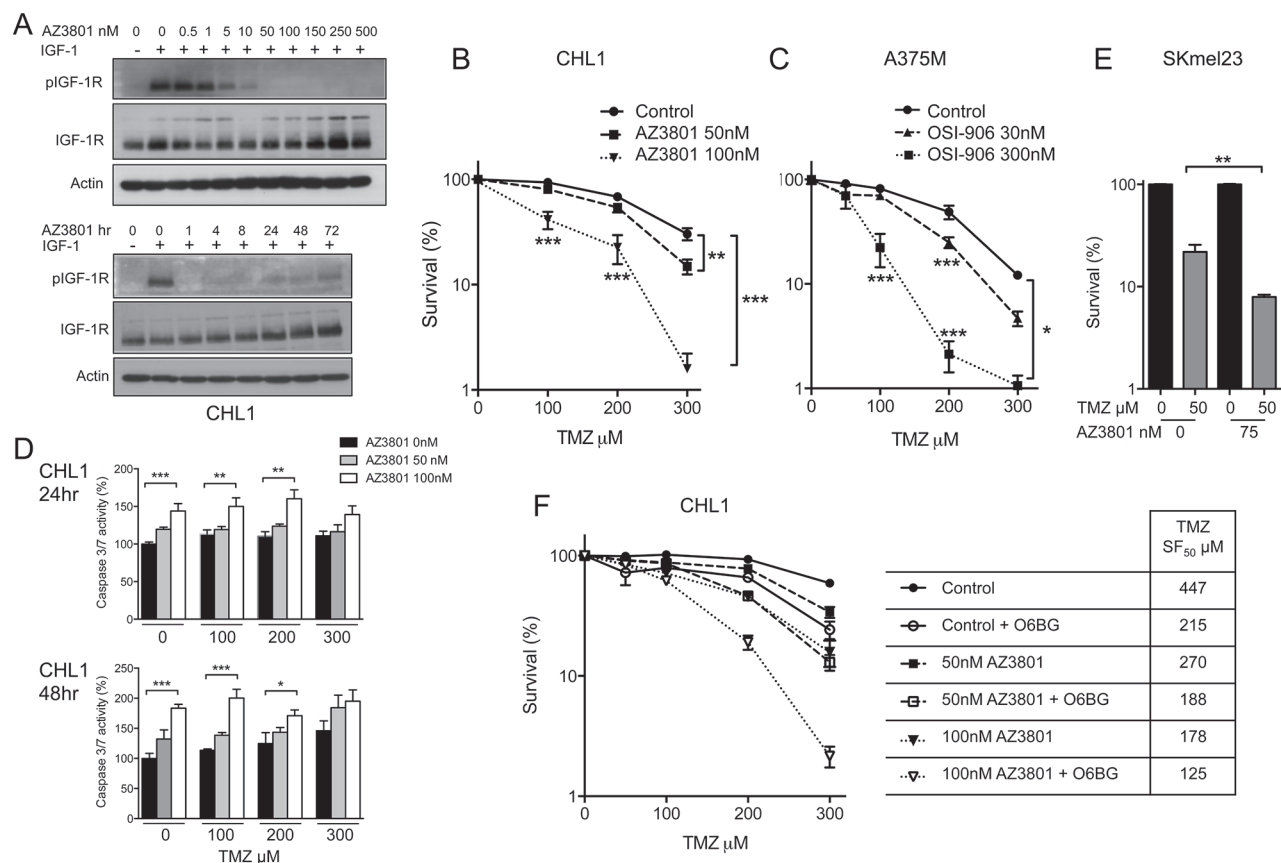 A
AZ3801 nM 0 0 0.5 1 5 10 50 100 150 250 500
IGF-1 - + + + + + + + + + +
pIGF-1R
IGF-1R
Actin
AZ3801 hr 0 0 1 4 8 24 48 72
IGF-1 - + + + + + + +
pIGF-1R
IGF-1R
Actin
CHL1
B
CHL1
Control
AZ3801 50nM
AZ3801 100nM
Survival (%)
100
10
1
***
***
**
***
0 100 200 300
TMZ µM
C
A375M
Control
OSI-906 30nM
OSI-906 300nM
Survival (%)
100
10
1
***
***
***
*
0 100 200 300
TMZ µM
E
SKmel23
**
Survival (%)
100
10
1
TMZ µM 0 50 0 50
AZ3801 nM 0 75
D
AZ3801 0nM
AZ3801 50 nM
AZ3801 100nM
CHL1
24hr
Caspase 3/7 activity (%)
200
150
100
50
0
*** ** **
0 100 200 300
CHL1
48hr
Caspase 3/7 activity (%)
250
200
150
100
50
0
*** *** *
0 100 200 300
TMZ µM
F
CHL1
Survival (%)
100
10
1
0 100 200 300
TMZ µM
TMZ
SF50 µM
Control 447
Control + O6BG 215
50nM AZ3801 270
50nM AZ3801 + O6BG 188
100nM AZ3801 178
100nM AZ3801 + O6BG 125